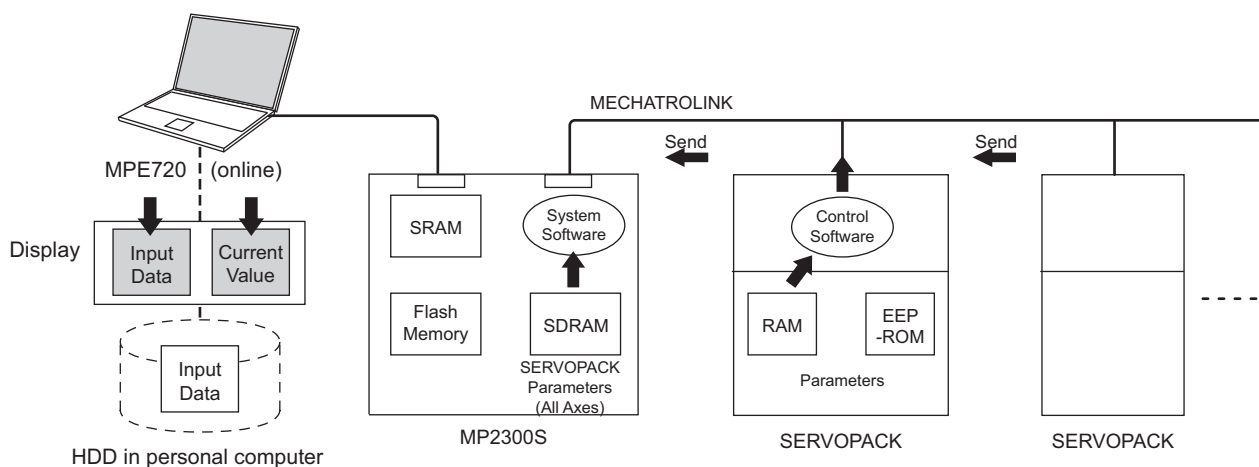 MECHATROLINK
Send
Send
MPE720 (online)
Display
Input
Data
Current
Value
Input
Data
HDD in personal computer
SRAM
System
Software
Flash
Memory
SDRAM
SERVOPACK
Parameters
(All Axes)
MP2300S
Control
Software
RAM
EEP
-ROM
Parameters
SERVOPACK
SERVOPACK